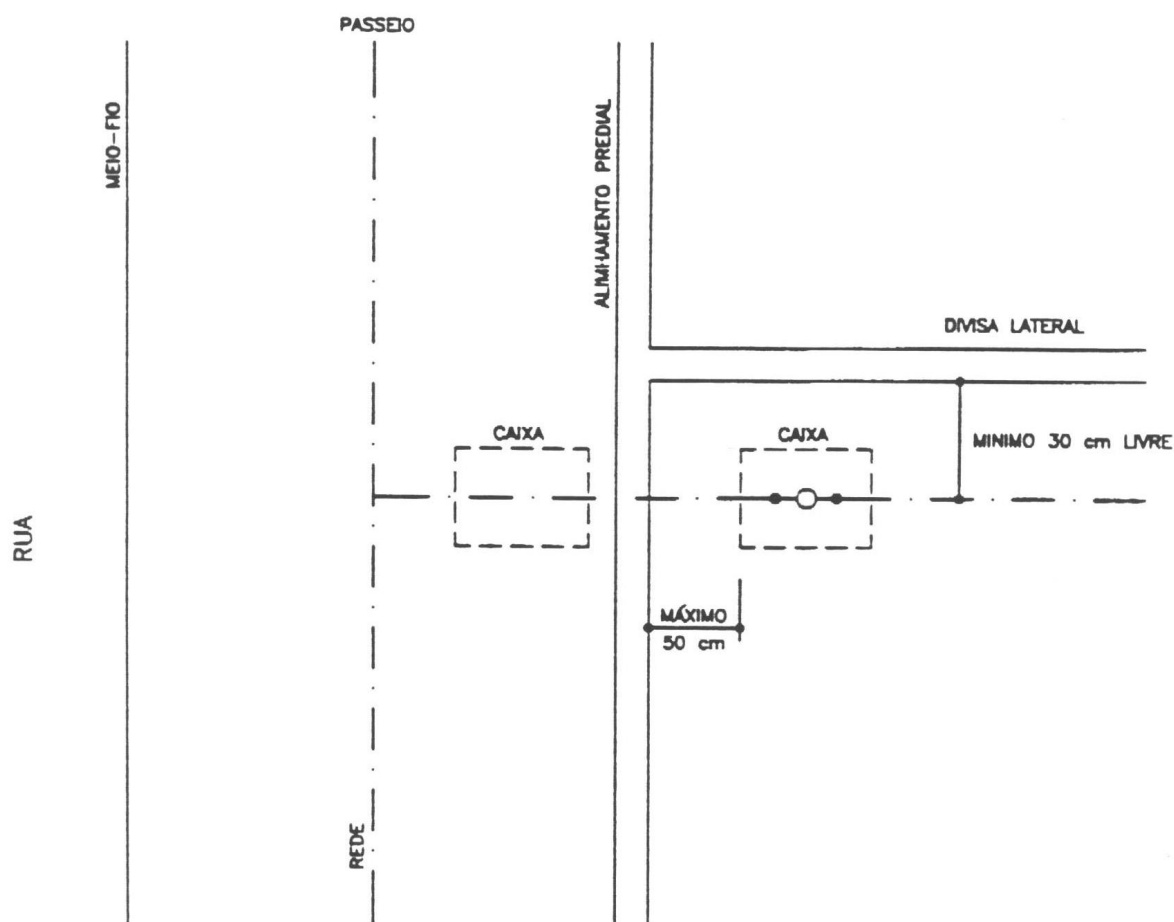 PASSEIO
MEIO-FIO
ALINHAMENTO PREDIAL
DIVISA LATERAL
CAIXA
CAIXA
MINIMO 30 cm LIVRE
RUA
MÁXIMO
50 cm
REDE